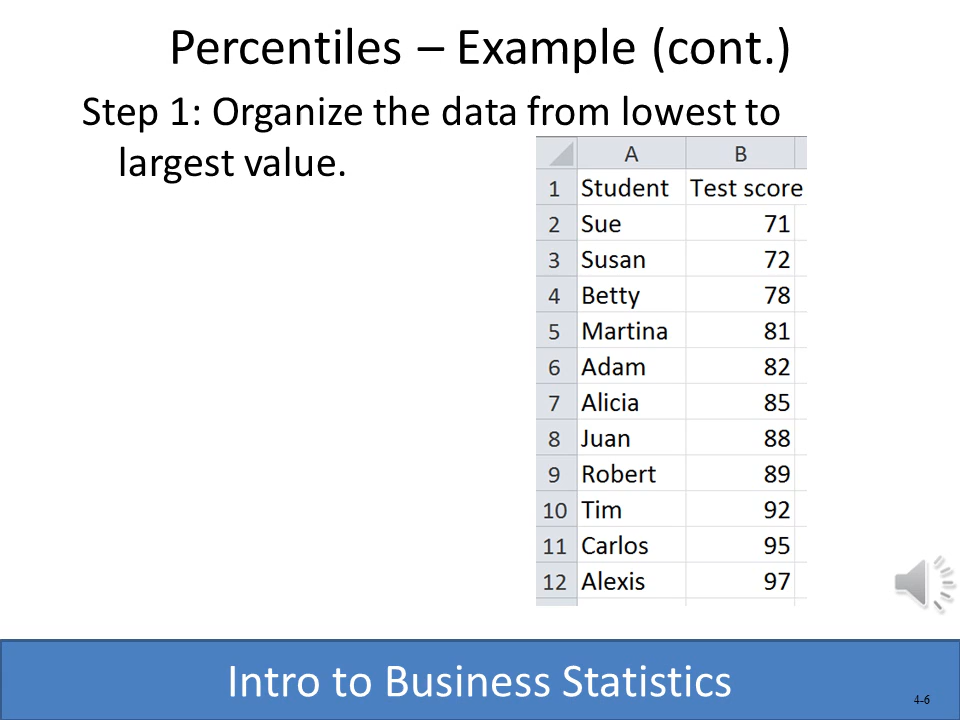 Percentiles – Example (cont.)
Step 1: Organize the data from lowest to
largest value.
A B
1 Student Test score
2 Sue 71
3 Susan 72
4 Betty 78
5 Martina 81
6 Adam 82
7 Alicia 85
8 Juan 88
9 Robert 89
10 Tim 92
11 Carlos 95
12 Alexis 97
Intro to Business Statistics
4-6